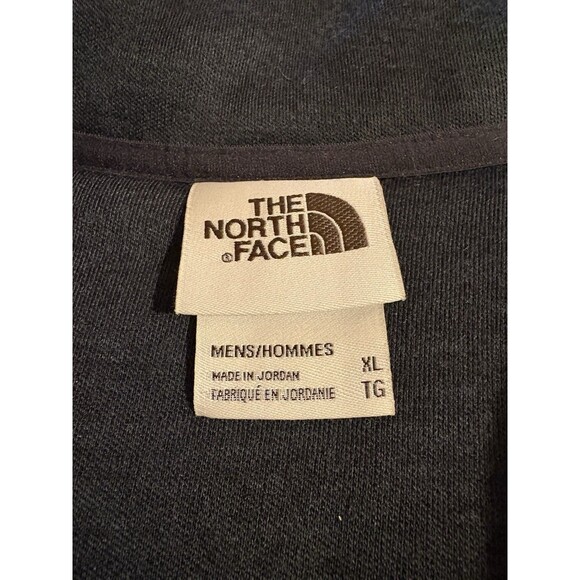 THE
NORTH
®FACE
MENS/HOMMES XL
MADE IN JORDAN
FABRIQUÉ EN JORDANIE TG